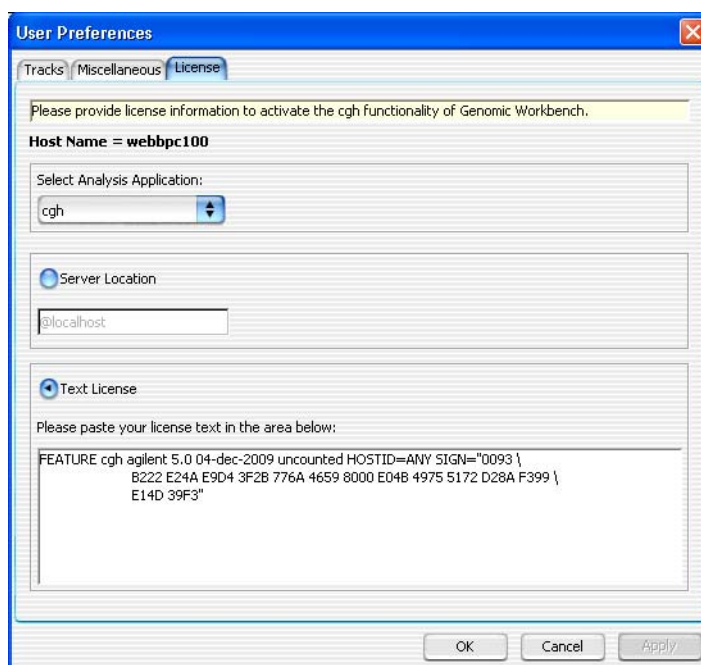 User Preferences
Tracks Miscellaneous License
Please provide license information to activate the cgh functionality of Genomic Workbench.
Host Name = webbpc100
Select Analysis Application:
cgh
Server Location
@localhost
Text License
Please paste your license text in the area below:
FEATURE cgh agilent 5.0 04-dec-2009 uncounted HOSTID=ANY SIGN="0093 \
B222 E24A E9D4 3F2B 776A 4659 8000 E04B 4975 5172 D28A F399 \
E14D 39F3"
OK Cancel Apply